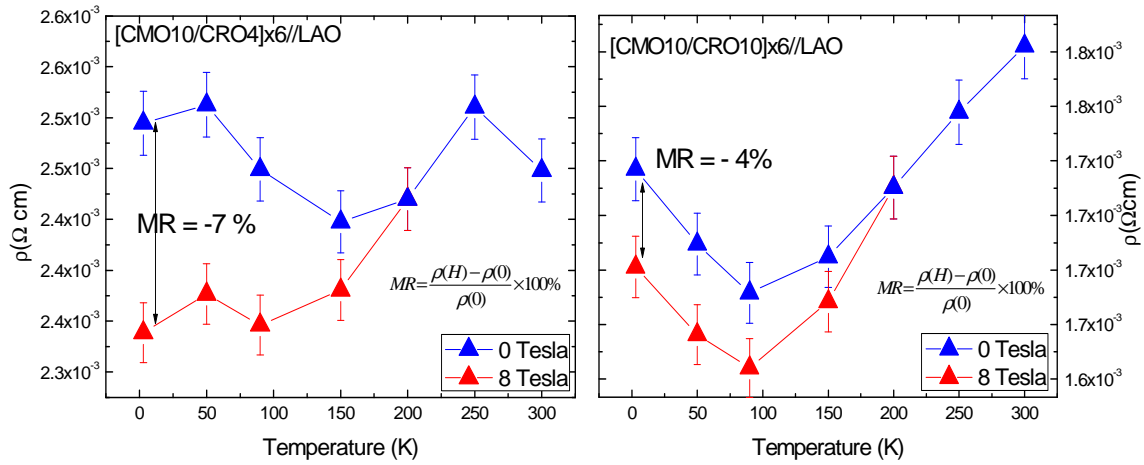 [CMO10/CRO4]x6//LAO
2.6x10⁻³
2.6x10⁻³
2.5x10⁻³
2.5x10⁻³
2.4x10⁻³
2.4x10⁻³
2.4x10⁻³
2.3x10⁻³
ρ(Ω cm)
MR = -7 %
MR = ρ(H) − ρ(0) / ρ(0) ×100%
0 Tesla
8 Tesla
0 50 100 150 200 250 300
Temperature (K)
[CMO10/CRO10]x6//LAO
MR = - 4%
MR = ρ(H) − ρ(0) / ρ(0) ×100%
0 Tesla
8 Tesla
0 50 100 150 200 250 300
Temperature (K)
1.8x10⁻³
1.8x10⁻³
1.7x10⁻³
1.7x10⁻³
1.7x10⁻³
1.7x10⁻³
1.6x10⁻³
ρ(Ωcm)